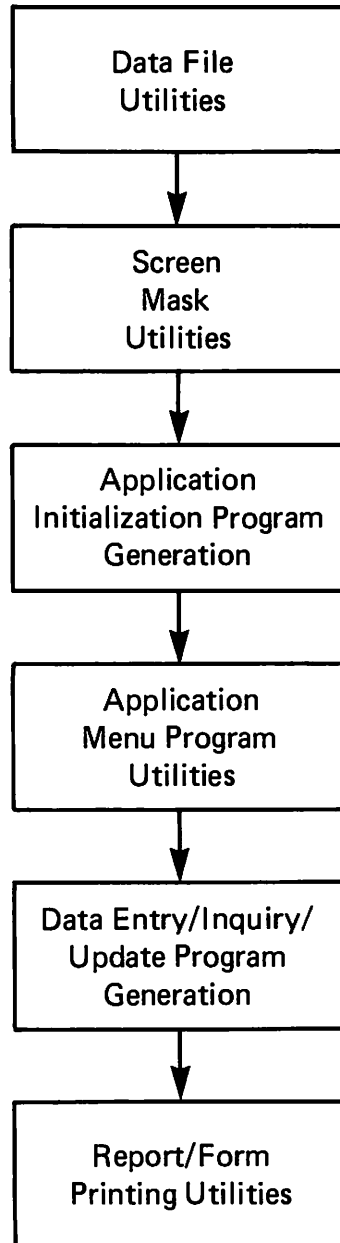 Data File
Utilities
Screen
Mask
Utilities
Application
Initialization Program
Generation
Application
Menu Program
Utilities
Data Entry/Inquiry/
Update Program
Generation
Report/Form
Printing Utilities